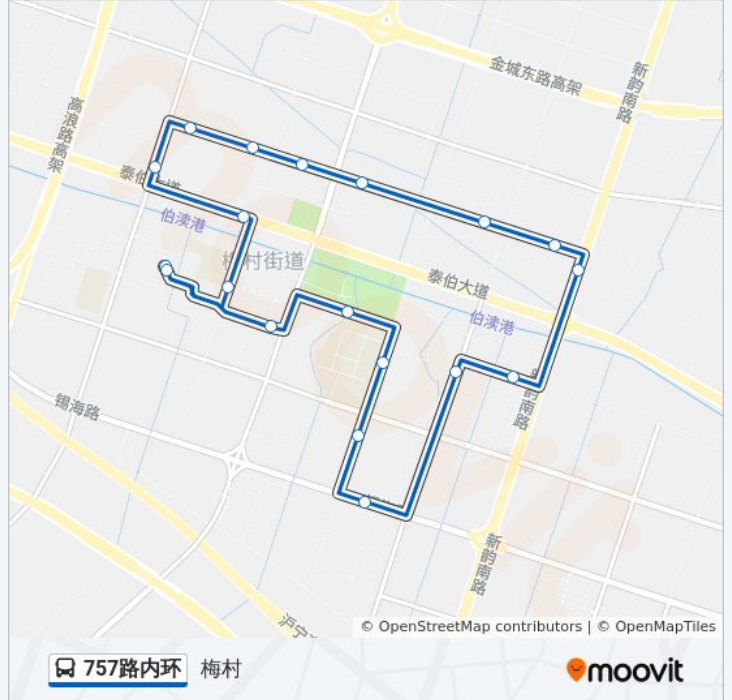 金城东路高架
新韵南路
高浪路高架
泰伯大道
伯渎港
梅村街道
泰伯大道
伯渎港
新韵南路
锡海路
新韵南路
© OpenStreetMap contributors | © OpenMapTiles
757路内环 梅村
moovit